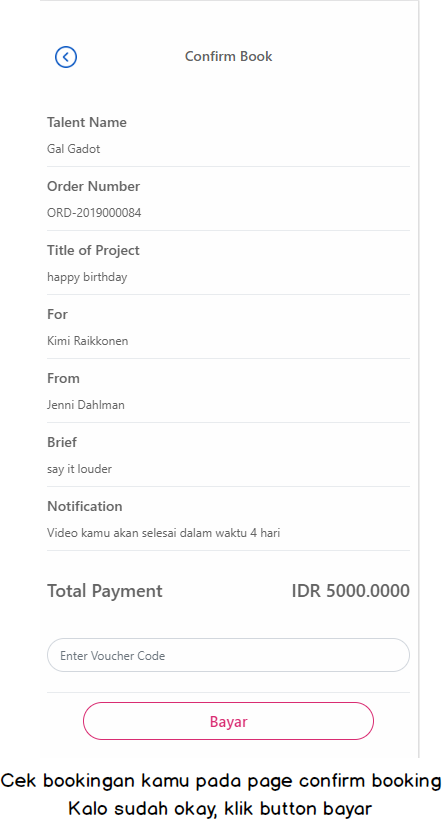 Confirm Book
Talent Name
Gal Gadot
Order Number
ORD-2019000084
Title of Project
happy birthday
For
Kimi Raikkonen
From
Jenni Dahlman
Brief
say it louder
Notification
Video kamu akan selesai dalam waktu 4 hari
Total Payment IDR 5000.0000
Enter Voucher Code
Bayar
Cek bookingan kamu pada page confirm booking
Kalo sudah okay, klik button bayar